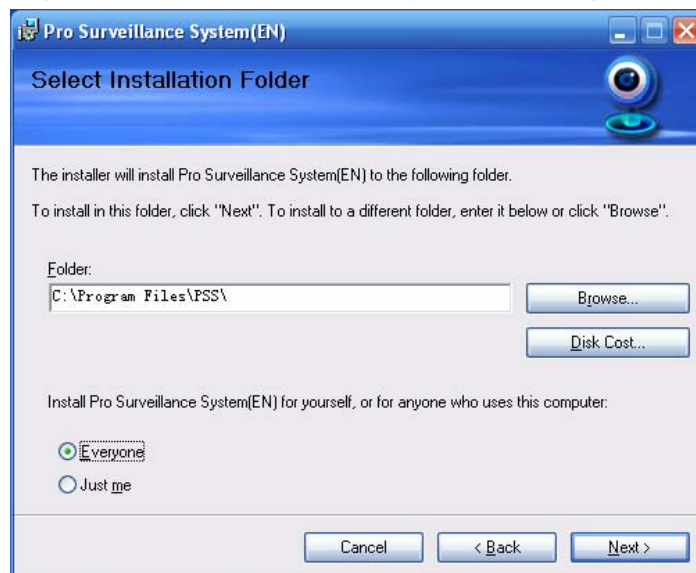 Pro Surveillance System(EN)
Select Installation Folder
The installer will install Pro Surveillance System(EN) to the following folder.
To install in this folder, click "Next". To install to a different folder, enter it below or click "Browse".
Folder:
C:\Program Files\PSS\
Browse...
Disk Cost...
Install Pro Surveillance System(EN) for yourself, or for anyone who uses this computer:
Everyone
Just me
Cancel
< Back
Next >